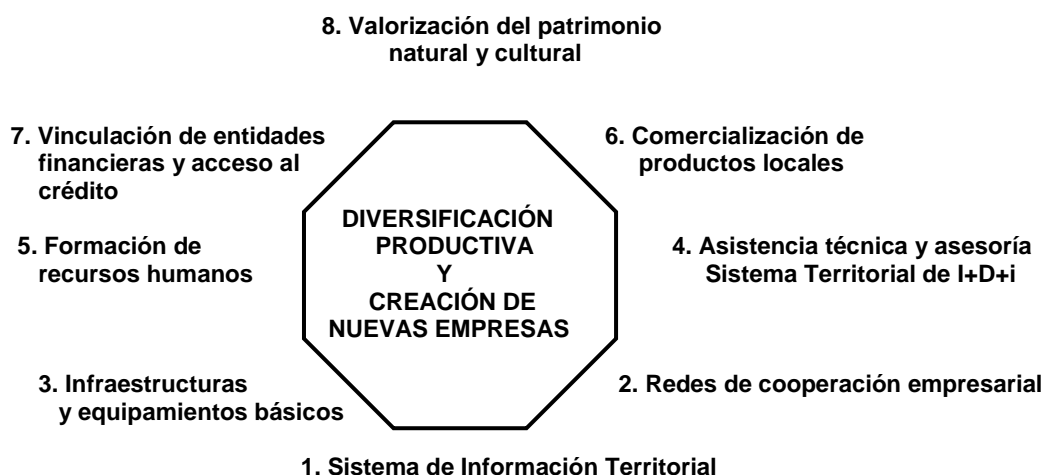 8. Valorización del patrimonio
natural y cultural
7. Vinculación de entidades
financieras y acceso al
crédito
6. Comercialización de
productos locales
DIVERSIFICACIÓN
PRODUCTIVA
Y
CREACIÓN DE
NUEVAS EMPRESAS
5. Formación de
recursos humanos
4. Asistencia técnica y asesoría
Sistema Territorial de I+D+i
3. Infraestructuras
y equipamientos básicos
2. Redes de cooperación empresarial
1. Sistema de Información Territorial